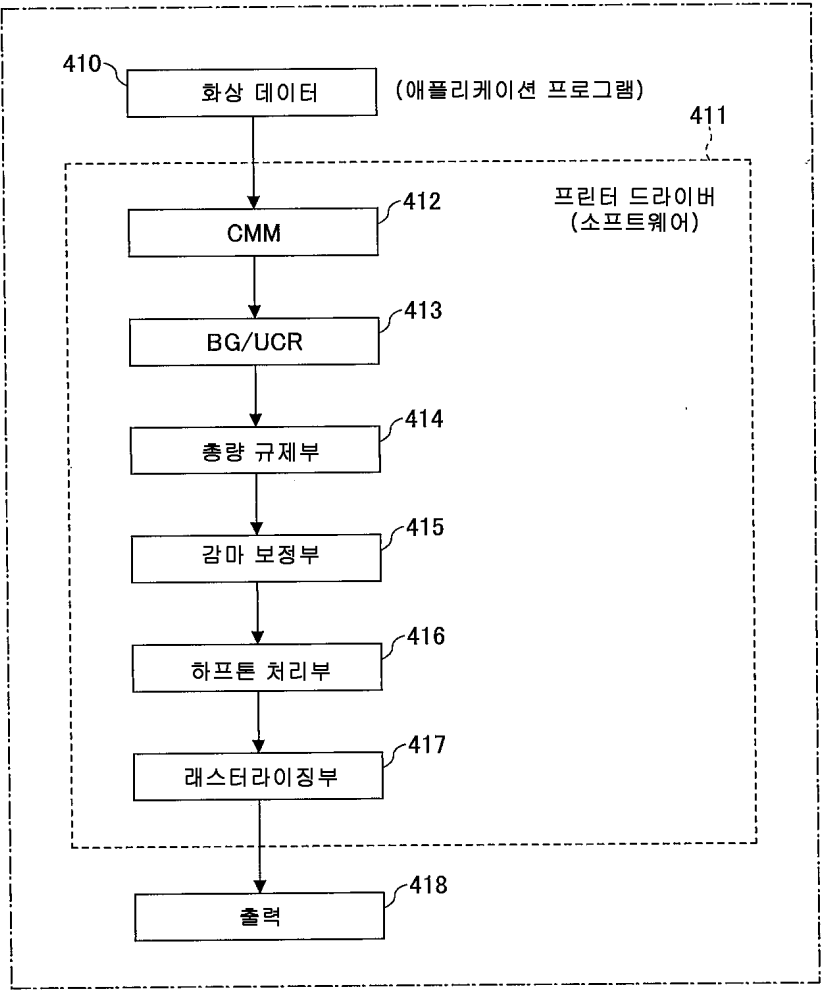 410
화상 데이터
(애플리케이션 프로그램)
411
프린터 드라이버
(소프트웨어)
412
CMM
413
BG/UCR
414
총량 규제부
415
감마 보정부
416
하프톤 처리부
417
래스터라이징부
418
출력